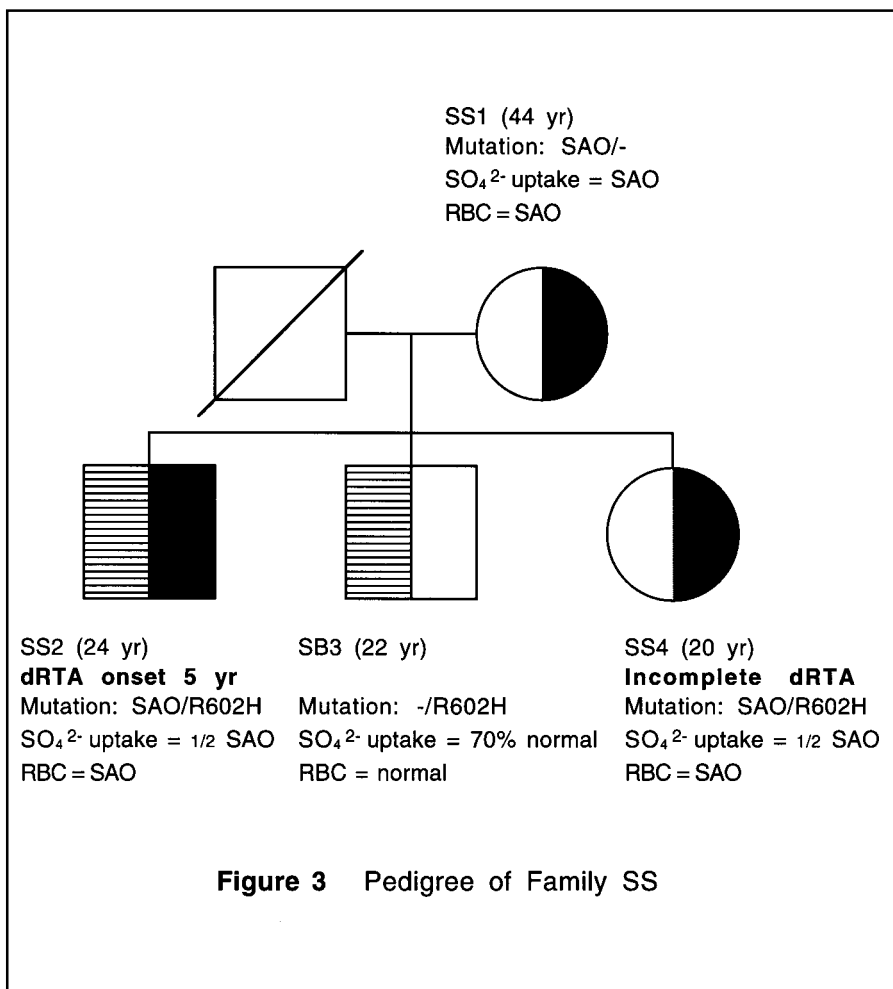 SS1 (44 yr)
Mutation: SAO/-
SO₄²⁻ uptake = SAO
RBC = SAO
SS2 (24 yr)
dRTA onset 5 yr
Mutation: SAO/R602H
SO₄²⁻ uptake = 1/2 SAO
RBC = SAO
SB3 (22 yr)
Mutation: -/R602H
SO₄²⁻ uptake = 70% normal
RBC = normal
SS4 (20 yr)
Incomplete dRTA
Mutation: SAO/R602H
SO₄²⁻ uptake = 1/2 SAO
RBC = SAO
Figure 3 Pedigree of Family SS